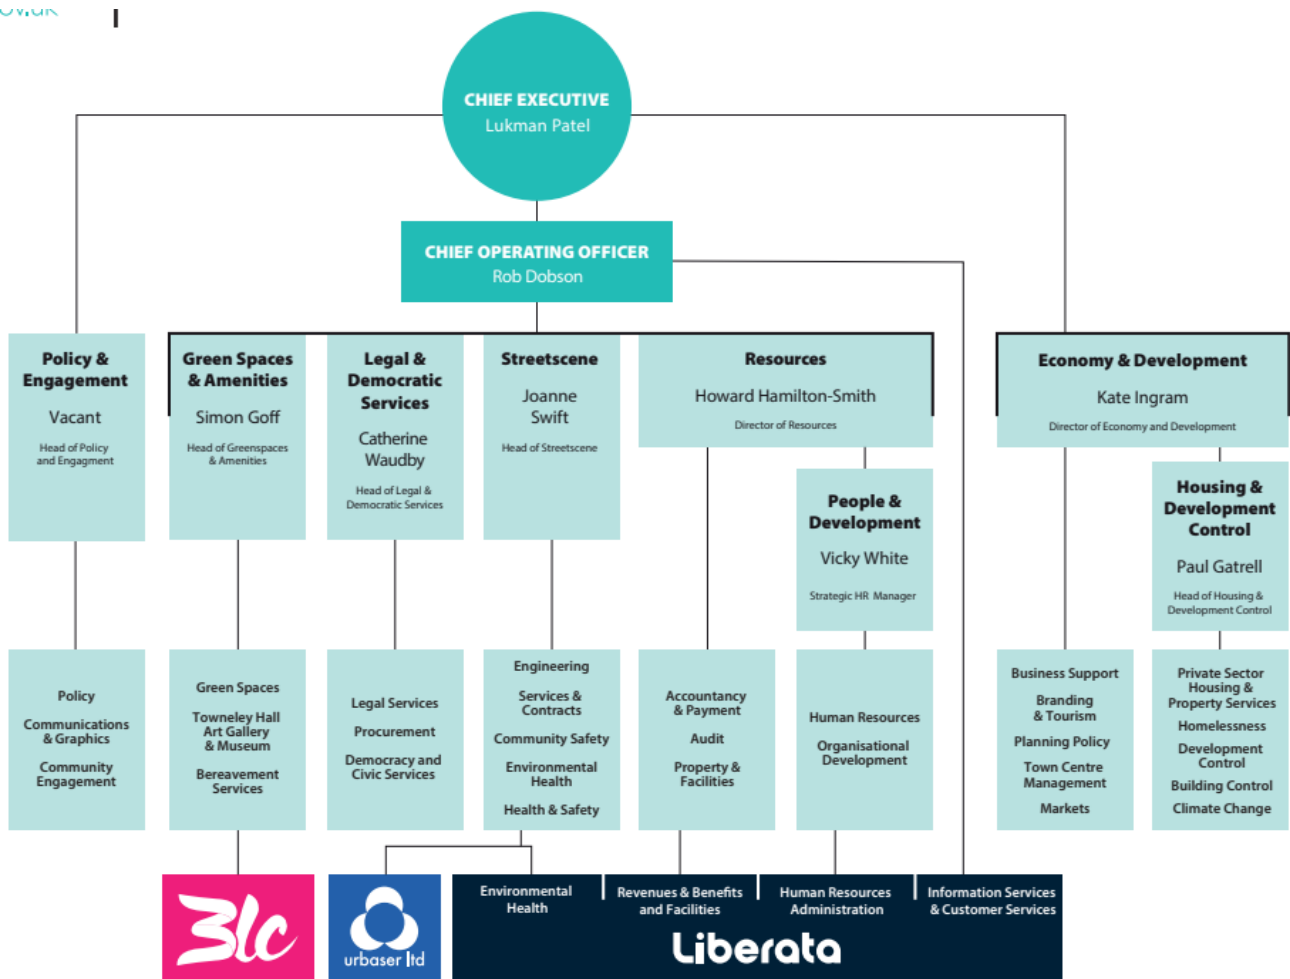 ov.uk
CHIEF EXECUTIVE
Lukman Patel
CHIEF OPERATING OFFICER
Rob Dobson
Policy &
Engagement
Vacant
Head of Policy
and Engagment
Green Spaces
& Amenities
Simon Goff
Head of Greenspaces
& Amenities
Legal &
Democratic
Services
Catherine
Waudby
Head of Legal &
Democratic Services
Streetscene
Joanne
Swift
Head of Streetscene
Resources
Howard Hamilton-Smith
Director of Resources
People &
Development
Vicky White
Strategic HR Manager
Economy & Development
Kate Ingram
Director of Economy and Development
Housing &
Development
Control
Paul Gatrell
Head of Housing &
Development Control
Policy
Communications
& Graphics
Community
Engagement
Green Spaces
Towneley Hall
Art Gallery
& Museum
Bereavement
Services
Legal Services
Procurement
Democracy and
Civic Services
Engineering
Services &
Contracts
Community Safety
Environmental
Health
Health & Safety
Accountancy
& Payment
Audit
Property &
Facilities
Human Resources
Organisational
Development
Business Support
Branding
& Tourism
Planning Policy
Town Centre
Management
Markets
Private Sector
Housing &
Property Services
Homelessness
Development
Control
Building Control
Climate Change
Blc
urbaser ltd
Environmental
Health
Revenues & Benefits
and Facilities
Human Resources
Administration
Information Services
& Customer Services
Liberata